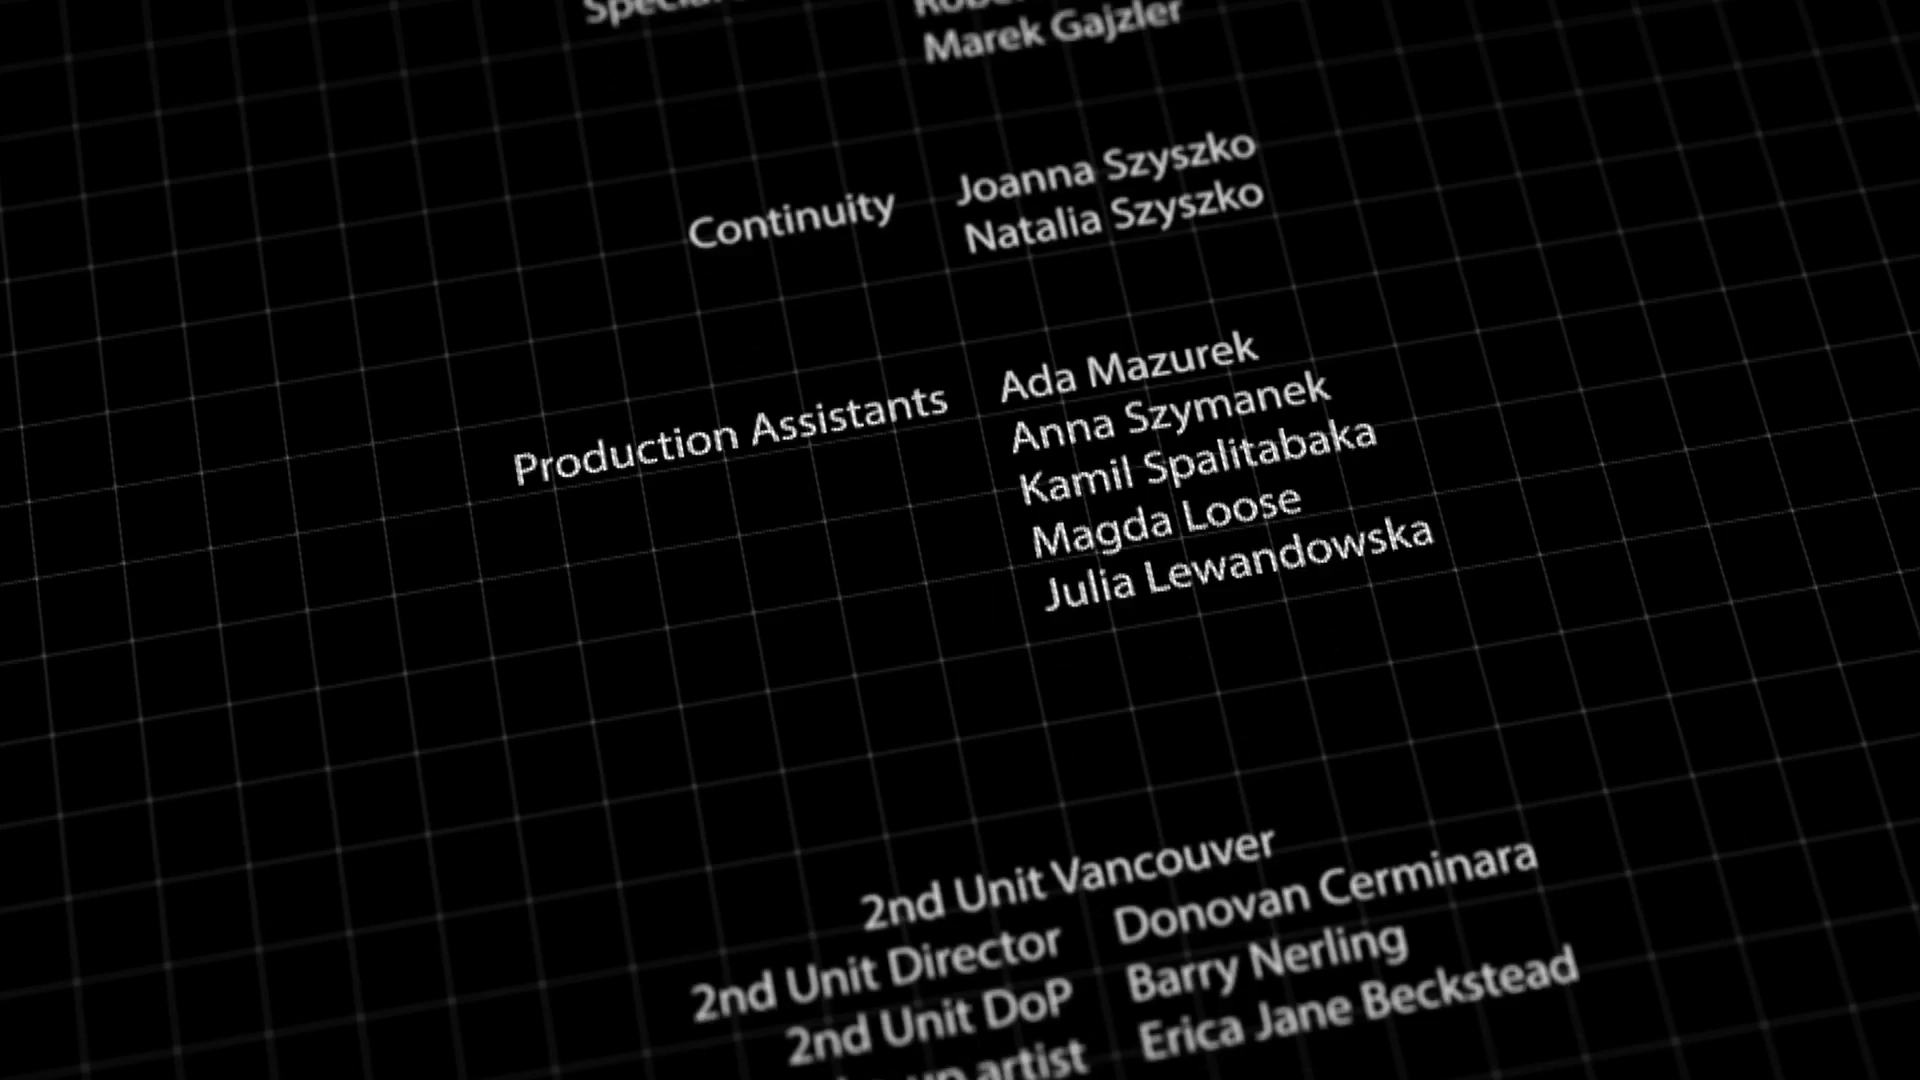 Marek Gajzler
Continuity Joanna Szyszko
Natalia Szyszko
Production Assistants Ada Mazurek
Anna Szymanek
Kamil Spalitabaka
Magda Loose
Julia Lewandowska
2nd Unit Vancouver
2nd Unit Director Donovan Cerminara
2nd Unit DoP Barry Nerling
artist Erica Jane Beckstead